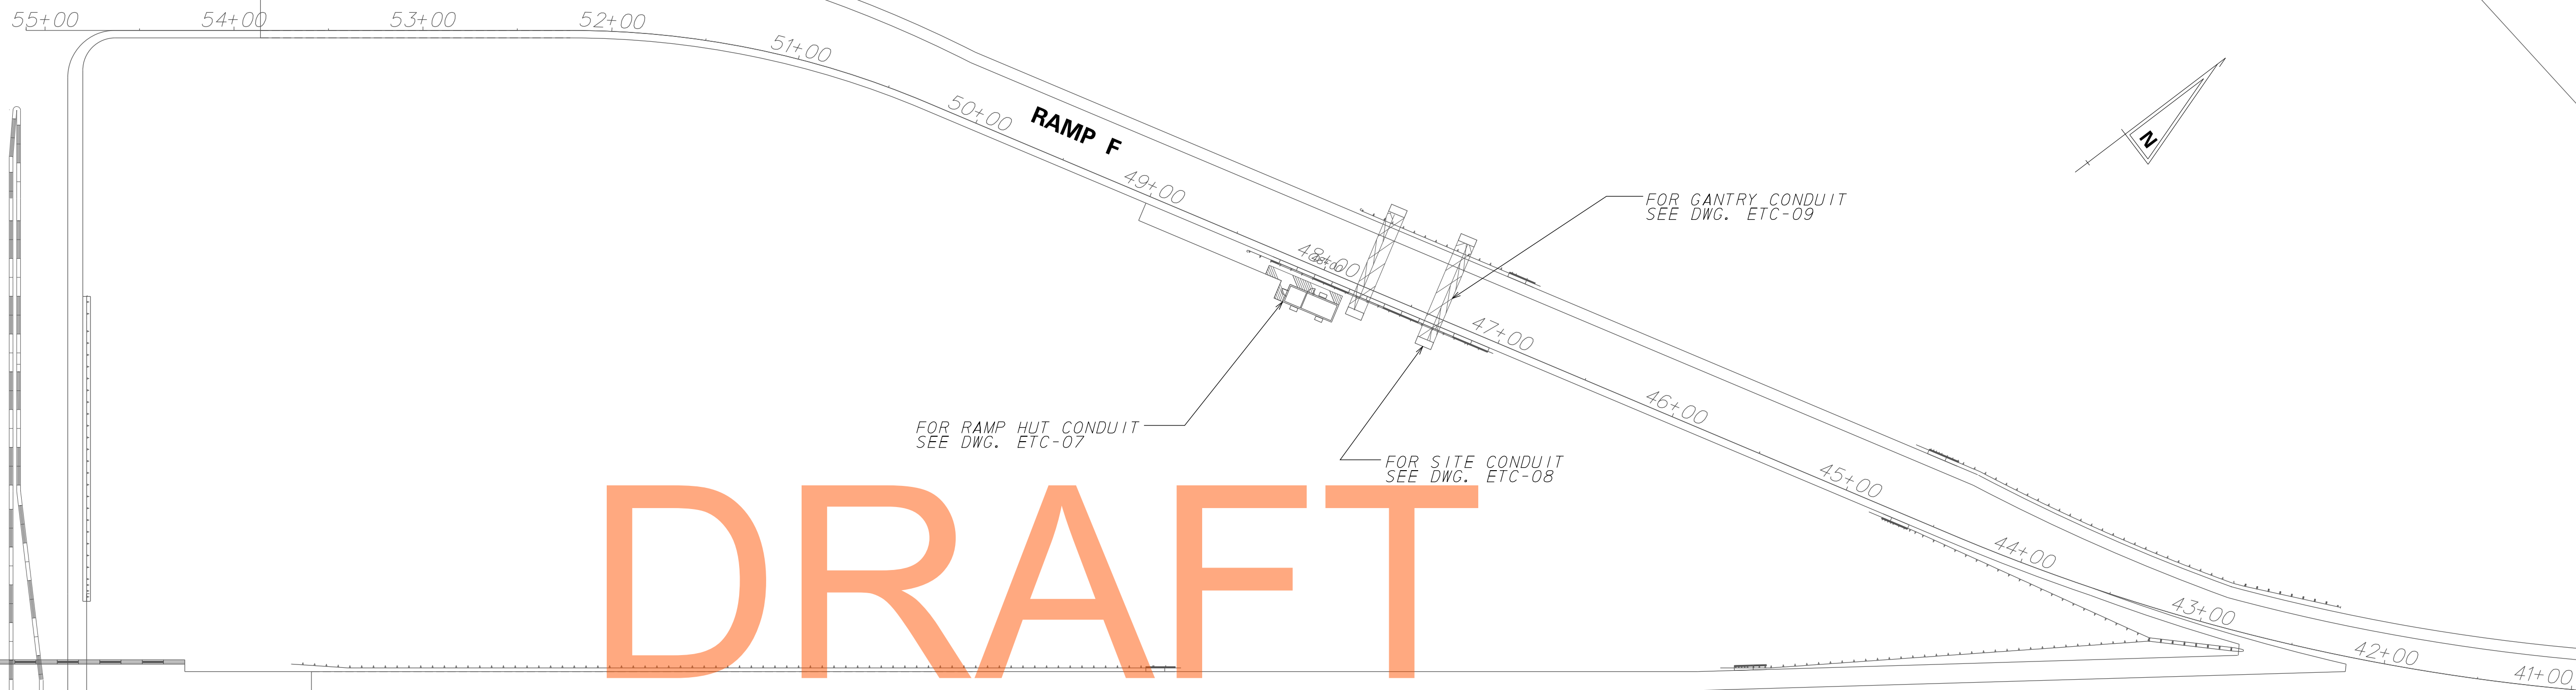 55+00
54+00
53+00
52+00
51+00
50+00
RAMP F
49+00
48+00
47+00
46+00
45+00
44+00
43+00
42+00
41+00
N
FOR GANTRY CONDUIT
SEE DWG. ETC-09
FOR RAMP HUT CONDUIT
SEE DWG. ETC-07
FOR SITE CONDUIT
SEE DWG. ETC-08
DRAFT